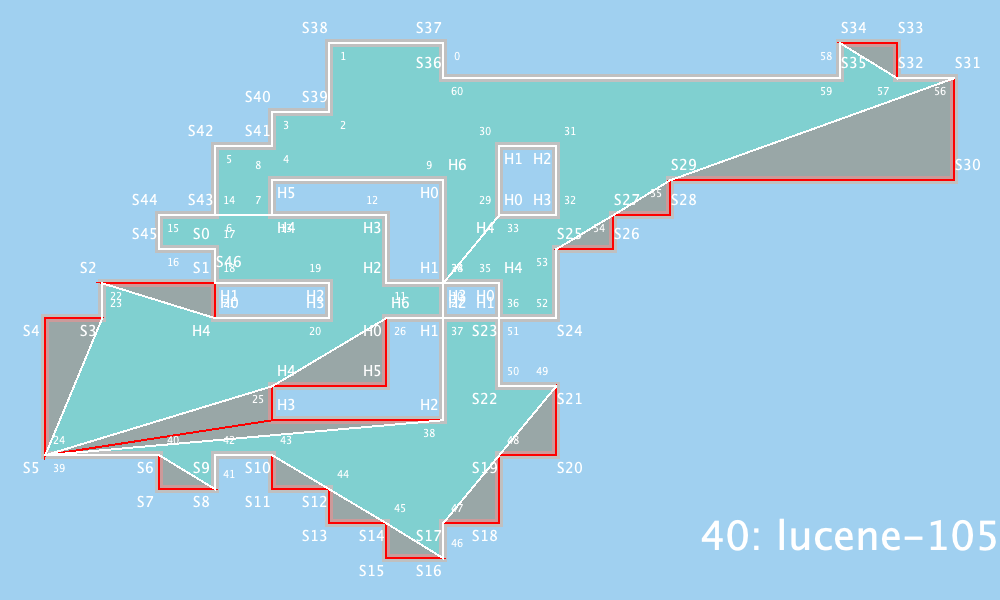 S38 S37 S34 S33
1 S36 0 58 S35 S32 S31
60 59 57 56
S40 S39
3 2
S42 S41 30 31
5 8 4 9 H6 H1 H2 S29 S30
S44 S43 14 7 H5 12 H0 29 H0 H3 32 S27 55 S28
15 S45 S0 17 H4 H3 H4 33 S25 54 S26
16 S1 S46 18 19 H2 H1 35 H4 53
S2
22 23 H1 H2 H3 11 H6 H2 H0 H1 36 52
S4 S3 H4 20 H0 26 H1 37 S23 51 S24
H4 H5 50 49
25 H3 H2 S22 S21
24 40 42 43 38 48
S5 39 S6 S9 41 S10 44 S19 S20
S7 S8 S11 S12 45 47
S13 S14 S17 46 S18
S15 S16
40: lucene-105